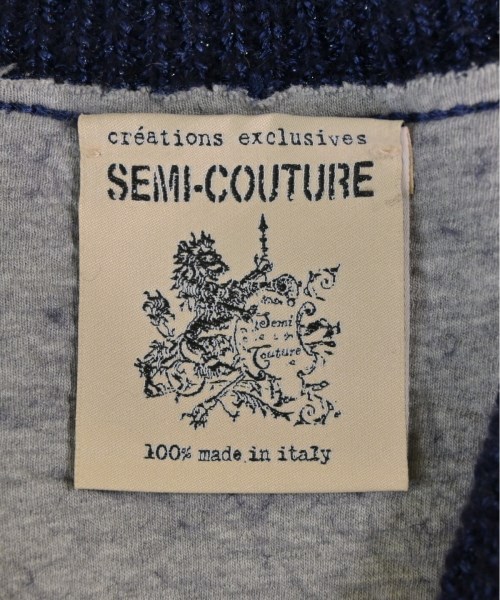 créations exclusives
SEMI-COUTURE
Semi
Couture
100% made in italy